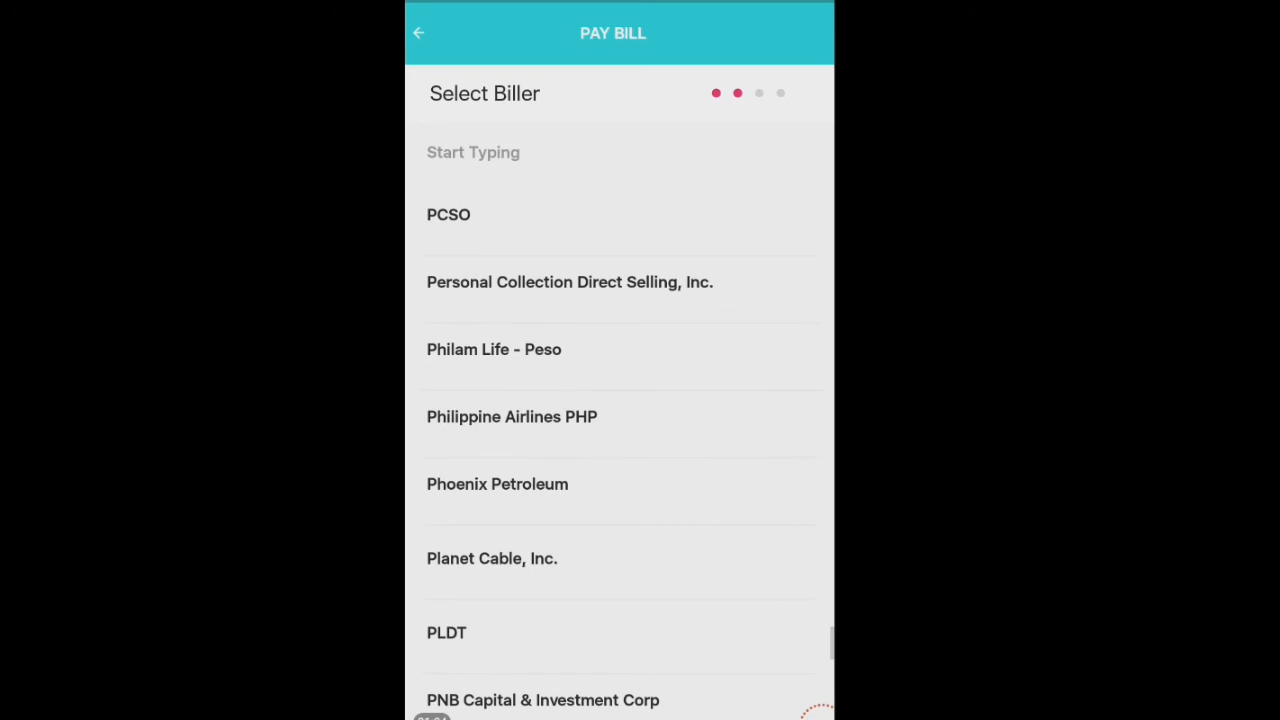 PAY BILL
Select Biller
Start Typing
PCSO
Personal Collection Direct Selling, Inc.
Philam Life - Peso
Philippine Airlines PHP
Phoenix Petroleum
Planet Cable, Inc.
PLDT
PNB Capital & Investment Corp